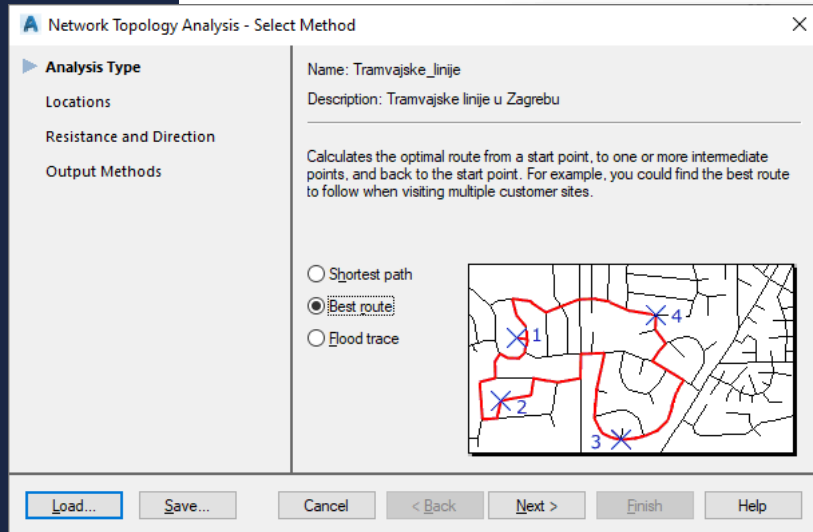 Network Topology Analysis - Select Method
Analysis Type
Locations
Resistance and Direction
Output Methods
Name: Tramvajske_linije
Description: Tramvajske linije u Zagrebu
Calculates the optimal route from a start point, to one or more intermediate
points, and back to the start point. For example, you could find the best route
to follow when visiting multiple customer sites.
Shortest path
Best route
Flood trace
1
2
3
4
Load...
Save...
Cancel
< Back
Next >
Finish
Help